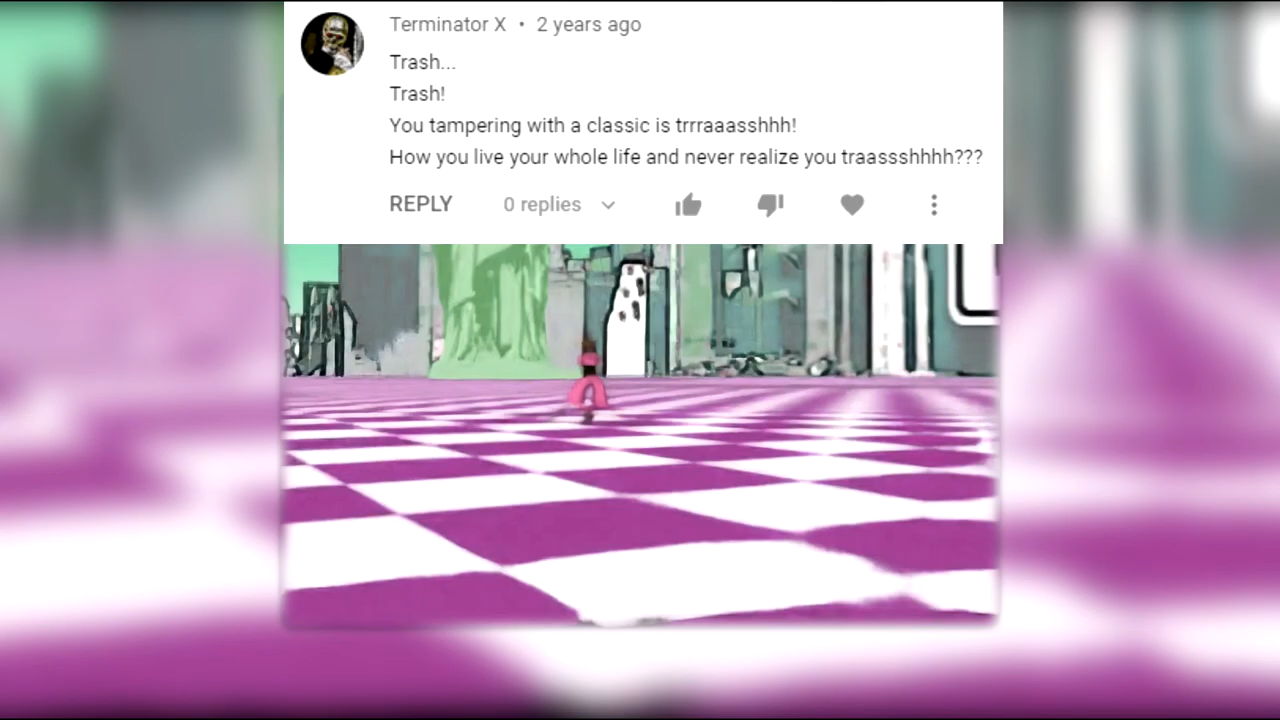 Terminator X • 2 years ago
Trash...
Trash!
You tampering with a classic is trrraaasshhh!
How you live your whole life and never realize you traassshhhh???
REPLY 0 replies